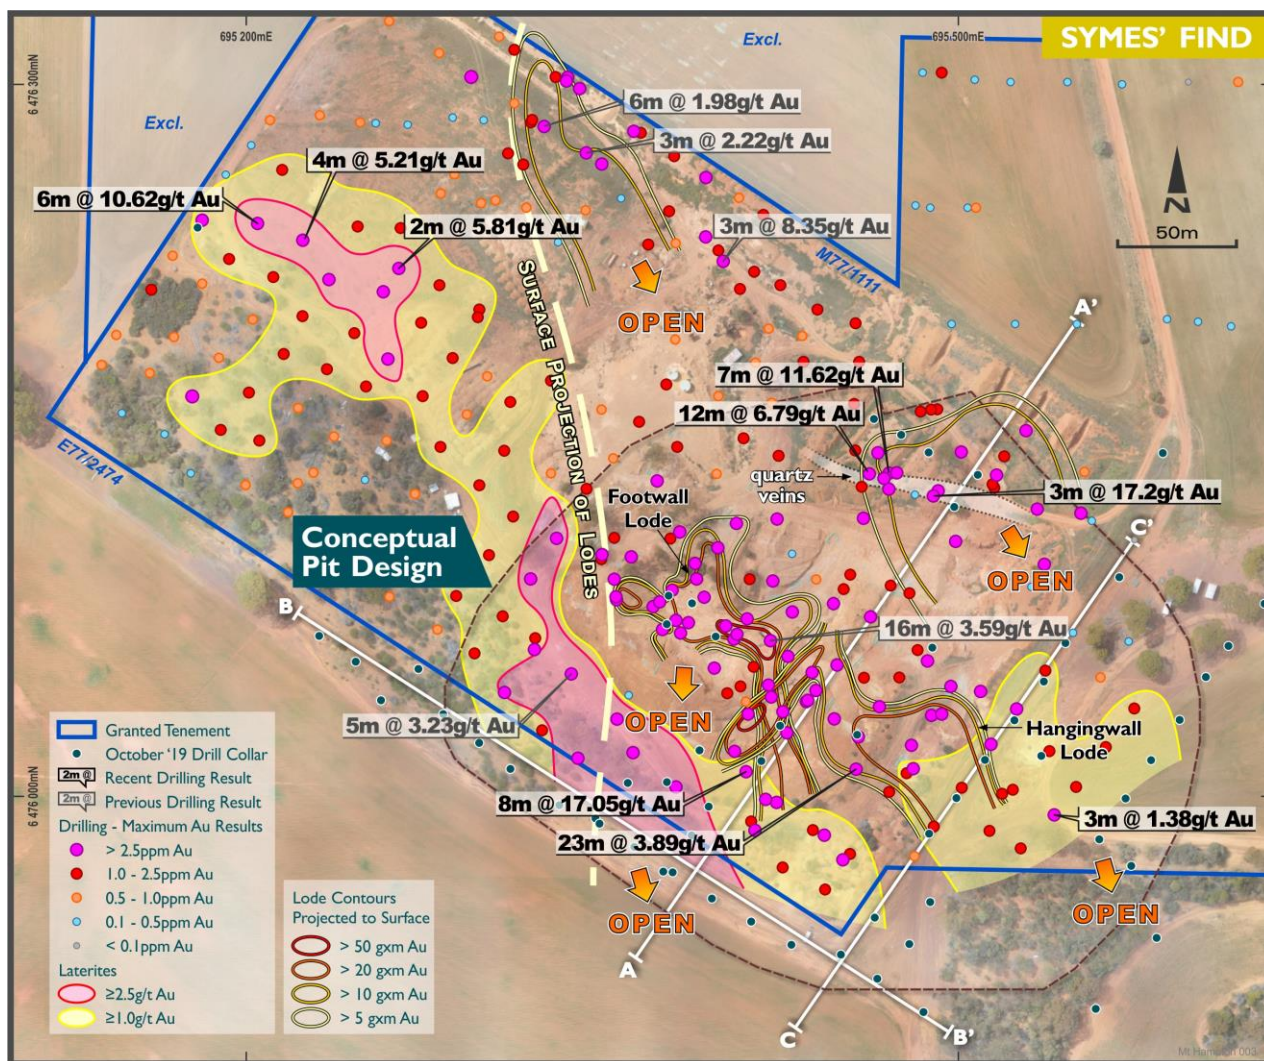 695 200mE
Excl.
695 500mE
SYMES' FIND
6 476 300mN
Excl.
6m @ 1.98g/t Au
3m @ 2.22g/t Au
4m @ 5.21g/t Au
6m @ 10.62g/t Au
2m @ 5.81g/t Au
3m @ 8.35g/t Au
N
50m
M77/1111
SURFACE PROJECTION OF LODES
OPEN
A'
7m @ 11.62g/t Au
12m @ 6.79g/t Au
E77/2474
quartz
veins
Footwall
Lode
3m @ 17.2g/t Au
C'
Conceptual
Pit Design
OPEN
B
16m @ 3.59g/t Au
OPEN
5m @ 3.23g/t Au
Hangingwall
Lode
6 476 000mN
8m @ 17.05g/t Au
23m @ 3.89g/t Au
3m @ 1.38g/t Au
OPEN
OPEN
A
C
B'
Granted Tenement
October '19 Drill Collar
2m @ Recent Drilling Result
2m @ Previous Drilling Result
Drilling - Maximum Au Results
> 2.5ppm Au
1.0 - 2.5ppm Au
0.5 - 1.0ppm Au
0.1 - 0.5ppm Au
< 0.1ppm Au
Laterites
≥2.5g/t Au
≥1.0g/t Au
Lode Contours
Projected to Surface
> 50 gxm Au
> 20 gxm Au
> 10 gxm Au
> 5 gxm Au